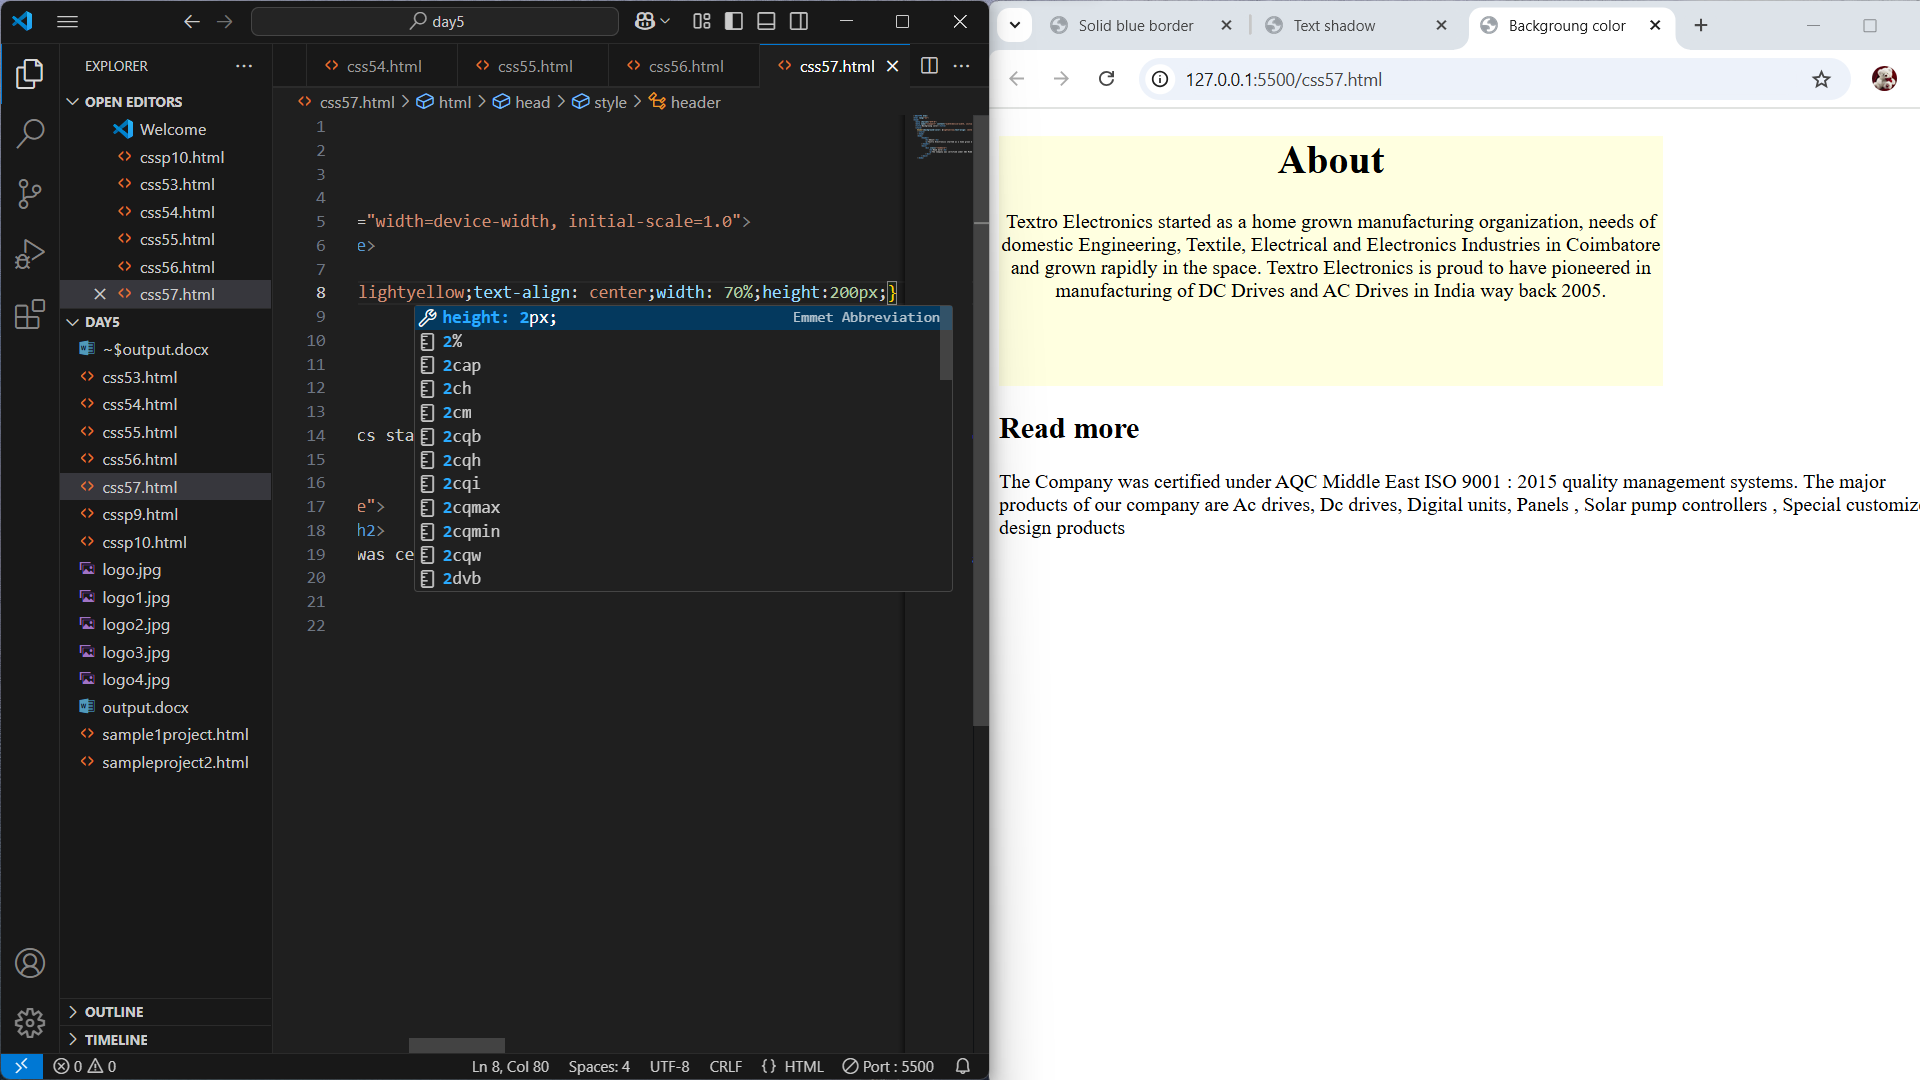 day5
EXPLORER
OPEN EDITORS
Welcome
cssp10.html
css53.html
css54.html
css55.html
css56.html
css57.html
DAY5
~$output.docx
css53.html
css54.html
css55.html
css56.html
css57.html
cssp9.html
cssp10.html
logo.jpg
logo1.jpg
logo2.jpg
logo3.jpg
logo4.jpg
output.docx
sample1project.html
sampleproject2.html
OUTLINE
TIMELINE
css54.html css55.html css56.html css57.html
css57.html html head style header
1
2
3
4
5 ="width=device-width, initial-scale=1.0">
6 e>
7
8 lightyellow;text-align: center;width: 70%;height:200px;}
9 height: 2px; Emmet Abbreviation
10 2%
11 2cap
12 2ch
13 2cm
14 cs sta 2cqb
15 2cqh
16 2cqi
17 e"> 2cqmax
18 h2> 2cqmin
19 was ce 2cqw
20 2dvb
21
22
0 0 Ln 8, Col 80 Spaces: 4 UTF-8 CRLF {} HTML Port : 5500
Solid blue border Text shadow Backgroung color
127.0.0.1:5500/css57.html
About
Textro Electronics started as a home grown manufacturing organization, needs of
domestic Engineering, Textile, Electrical and Electronics Industries in Coimbatore
and grown rapidly in the space. Textro Electronics is proud to have pioneered in
manufacturing of DC Drives and AC Drives in India way back 2005.
Read more
The Company was certified under AQC Middle East ISO 9001 : 2015 quality management systems. The major
products of our company are Ac drives, Dc drives, Digital units, Panels , Solar pump controllers , Special customize
design products